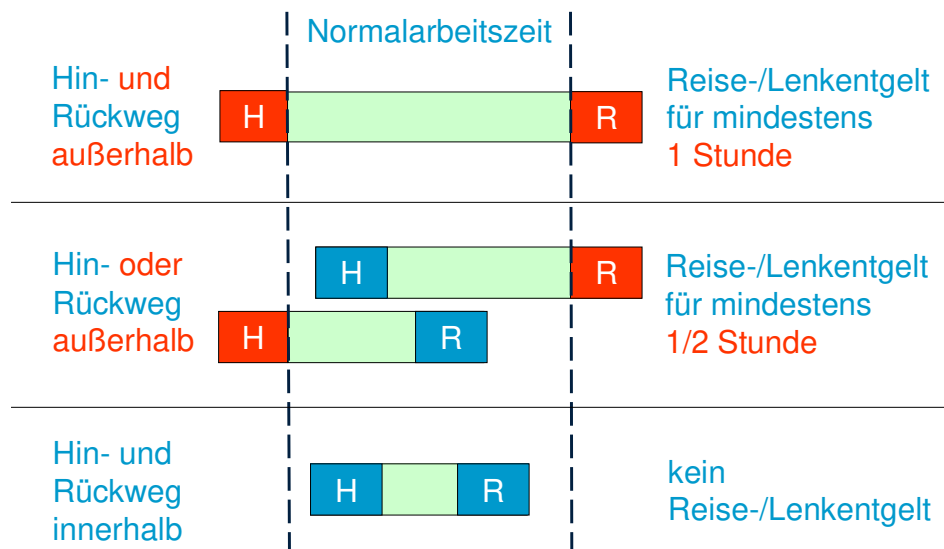 Normalarbeitszeit
Hin- und
Rückweg
außerhalb
H
R
Reise-/Lenkentgelt
für mindestens
1 Stunde
Hin- oder
Rückweg
außerhalb
H
R
H
R
Reise-/Lenkentgelt
für mindestens
1/2 Stunde
Hin- und
Rückweg
innerhalb
H
R
kein
Reise-/Lenkentgelt